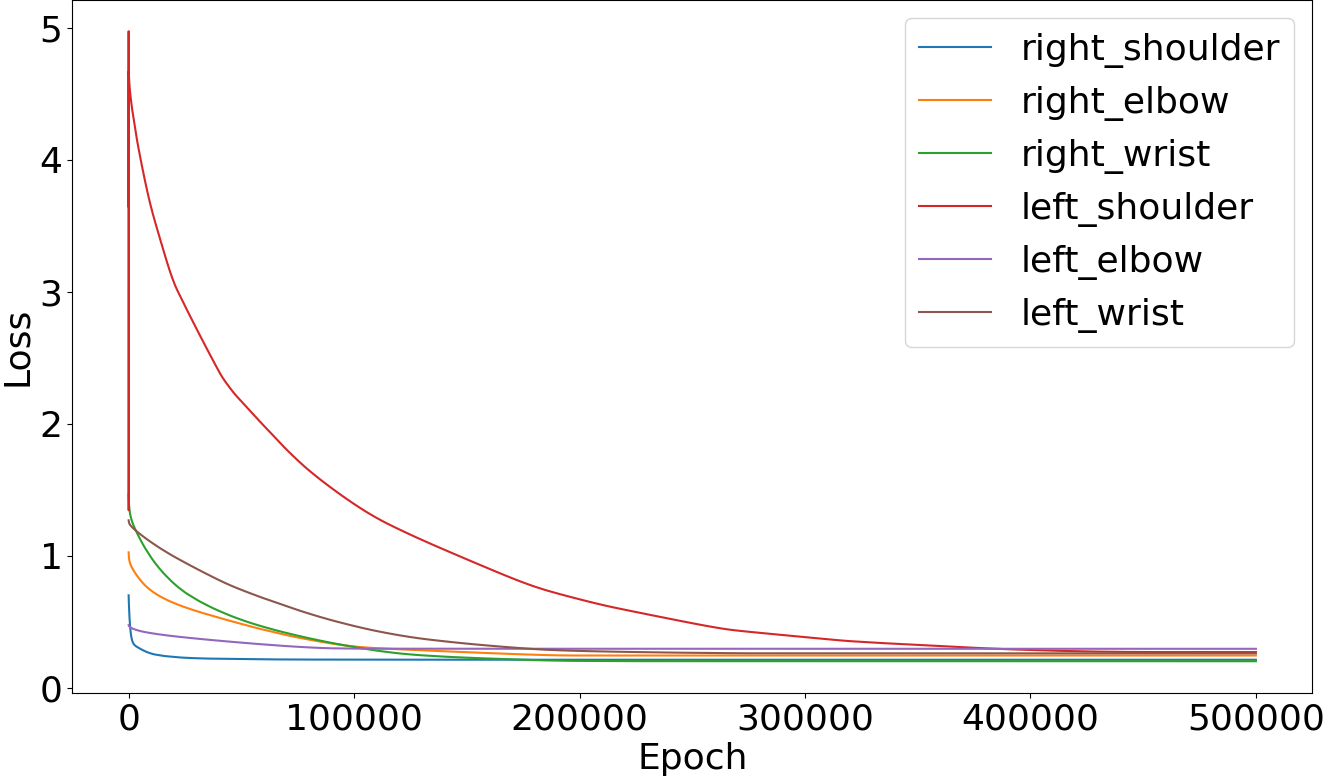 5
4
3
2
1
0
Loss
0
100000
200000
300000
400000
500000
Epoch
right_shoulder
right_elbow
right_wrist
left_shoulder
left_elbow
left_wrist